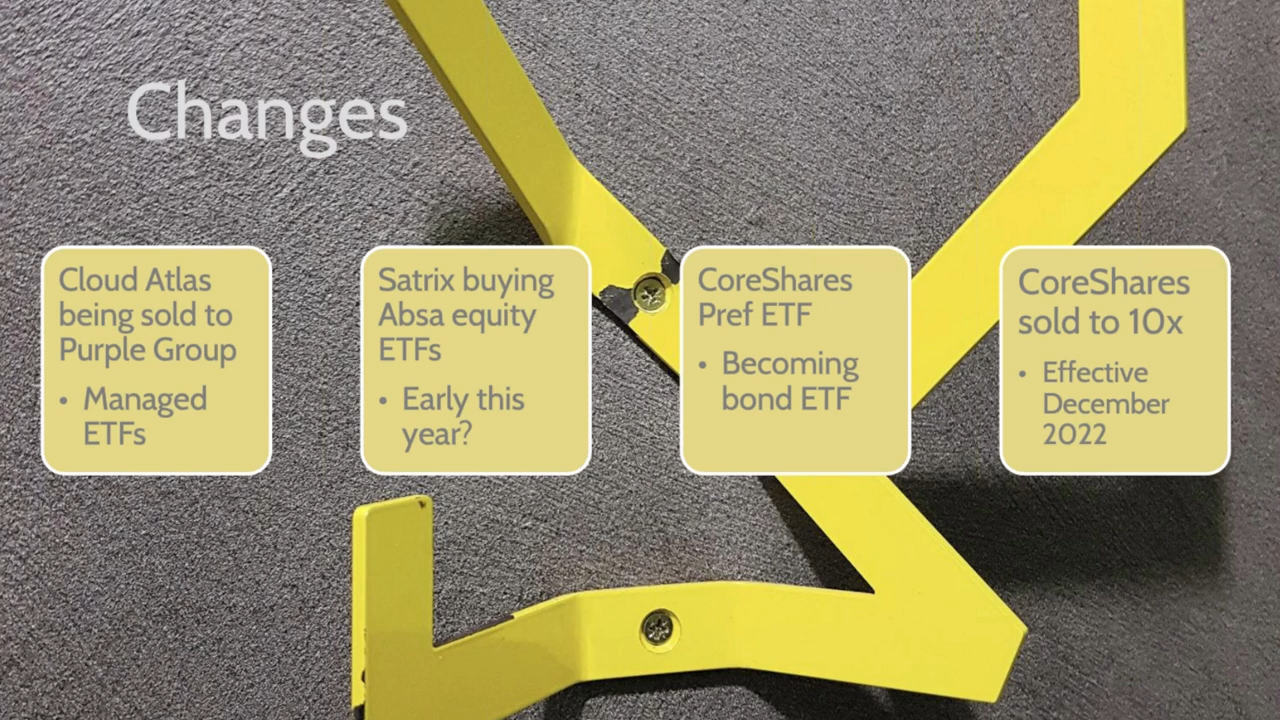 Changes
Cloud Atlas
being sold to
Purple Group
• Managed
ETFs
Satrix buying
Absa equity
ETFs
• Early this
year?
CoreShares
Pref ETF
• Becoming
bond ETF
CoreShares
sold to 10x
• Effective
December
2022